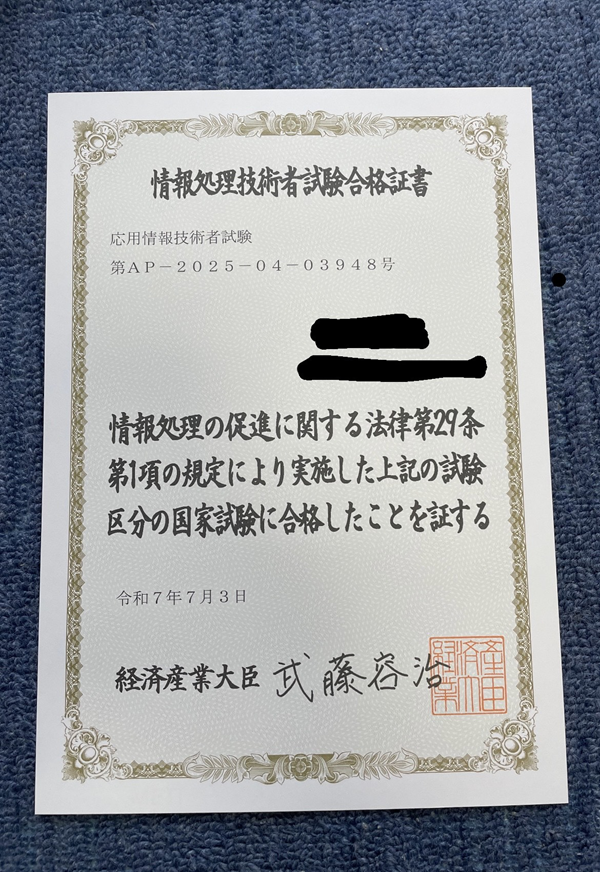 情報処理技術者試験合格証書
応用情報技術者試験
第ＡＰ－２０２５－０４－０３９４８号
情報処理の促進に関する法律第29条
第1項の規定により実施した上記の試験
区分の国家試験に合格したことを証する
令和７年７月３日
経済産業大臣 武藤容治
経済産業大臣